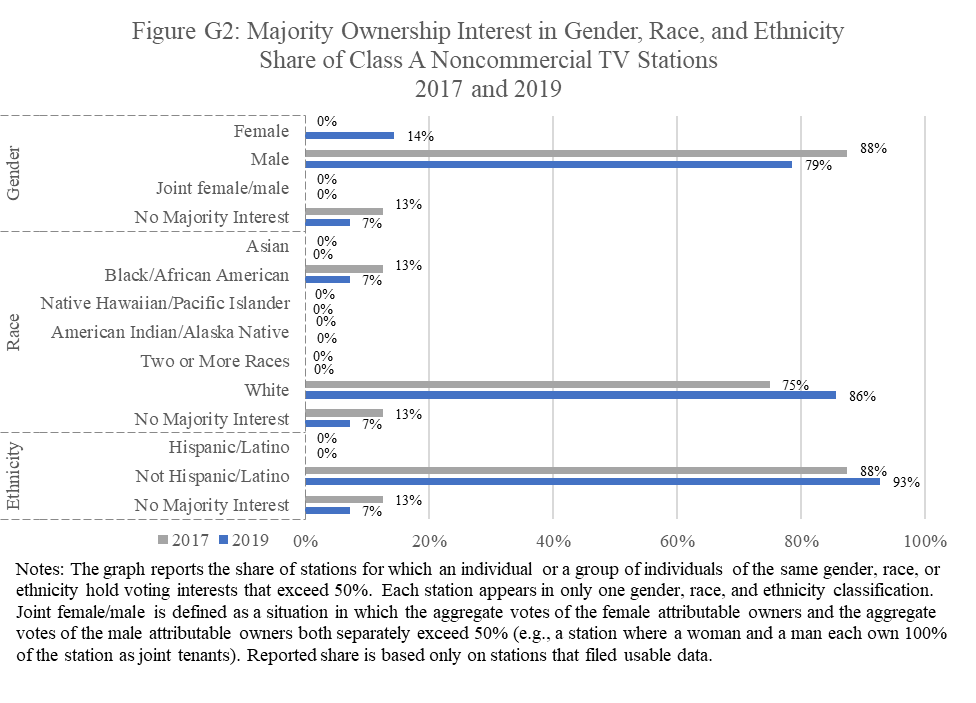 Figure G2: Majority Ownership Interest in Gender, Race, and Ethnicity
Share of Class A Noncommercial TV Stations
2017 and 2019
Gender
Female 0% 14%
Male 88% 79%
Joint female/male 0% 0%
No Majority Interest 13% 7%
Race
Asian 0% 0%
Black/African American 13% 7%
Native Hawaiian/Pacific Islander 0% 0%
American Indian/Alaska Native 0% 0%
Two or More Races 0% 0%
White 75% 86%
No Majority Interest 13% 7%
Ethnicity
Hispanic/Latino 0% 0%
Not Hispanic/Latino 88% 93%
No Majority Interest 13% 7%
2017 2019 0% 20% 40% 60% 80% 100%
Notes: The graph reports the share of stations for which an individual or a group of individuals of the same gender, race, or
ethnicity hold voting interests that exceed 50%. Each station appears in only one gender, race, and ethnicity classification.
Joint female/male is defined as a situation in which the aggregate votes of the female attributable owners and the aggregate
votes of the male attributable owners both separately exceed 50% (e.g., a station where a woman and a man each own 100%
of the station as joint tenants). Reported share is based only on stations that filed usable data.